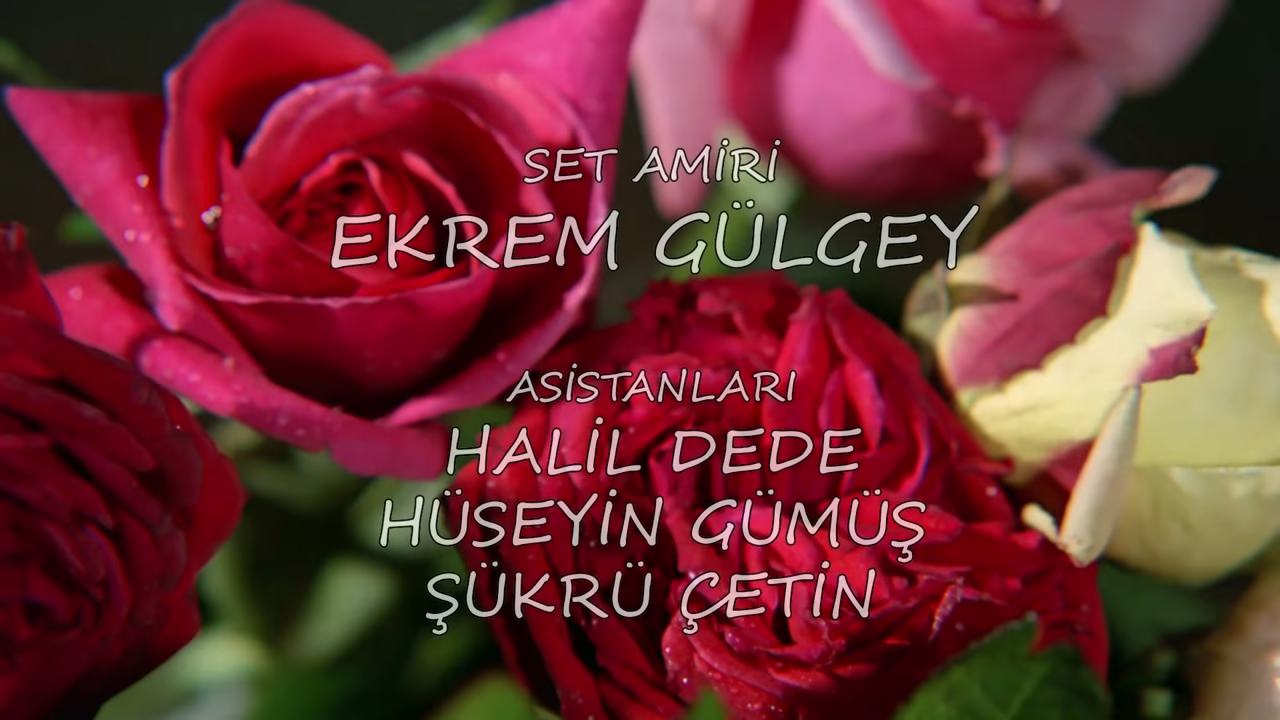 SET AMİRİ
EKREM GÜLGEY
ASİSTANLARI
HALİL DEDE
HÜSEYİN GÜMÜŞ
ŞÜKRÜ ÇETİN